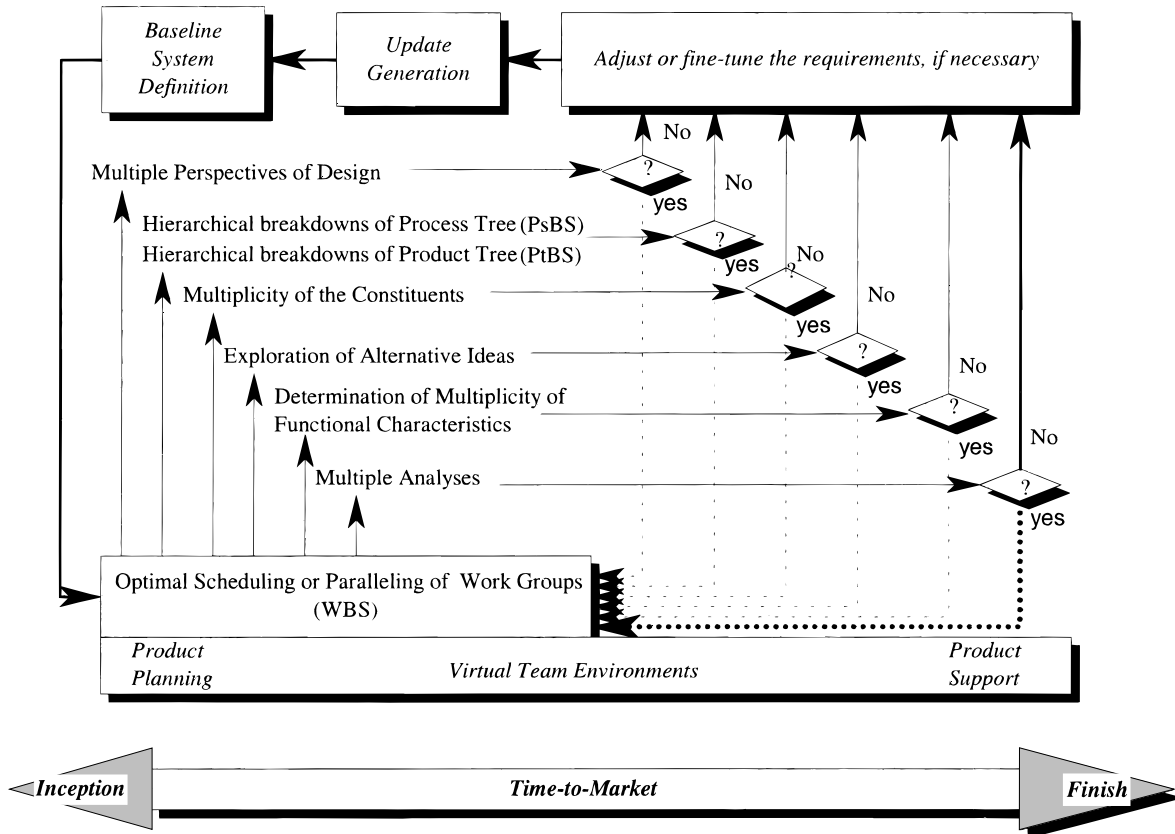 Baseline
System
Definition
Update
Generation
Adjust or fine-tune the requirements, if necessary
No
?
Multiple Perspectives of Design
yes
No
Hierarchical breakdowns of Process Tree (PsBS)
?
Hierarchical breakdowns of Product Tree (PtBS)
yes
No
?
Multiplicity of the Constituents
No
yes
Exploration of Alternative Ideas
?
yes
No
Determination of Multiplicity of
Functional Characteristics
?
yes
No
Multiple Analyses
?
yes
Optimal Scheduling or Paralleling of Work Groups
(WBS)
Product
Planning
Virtual Team Environments
Product
Support
Inception
Time-to-Market
Finish